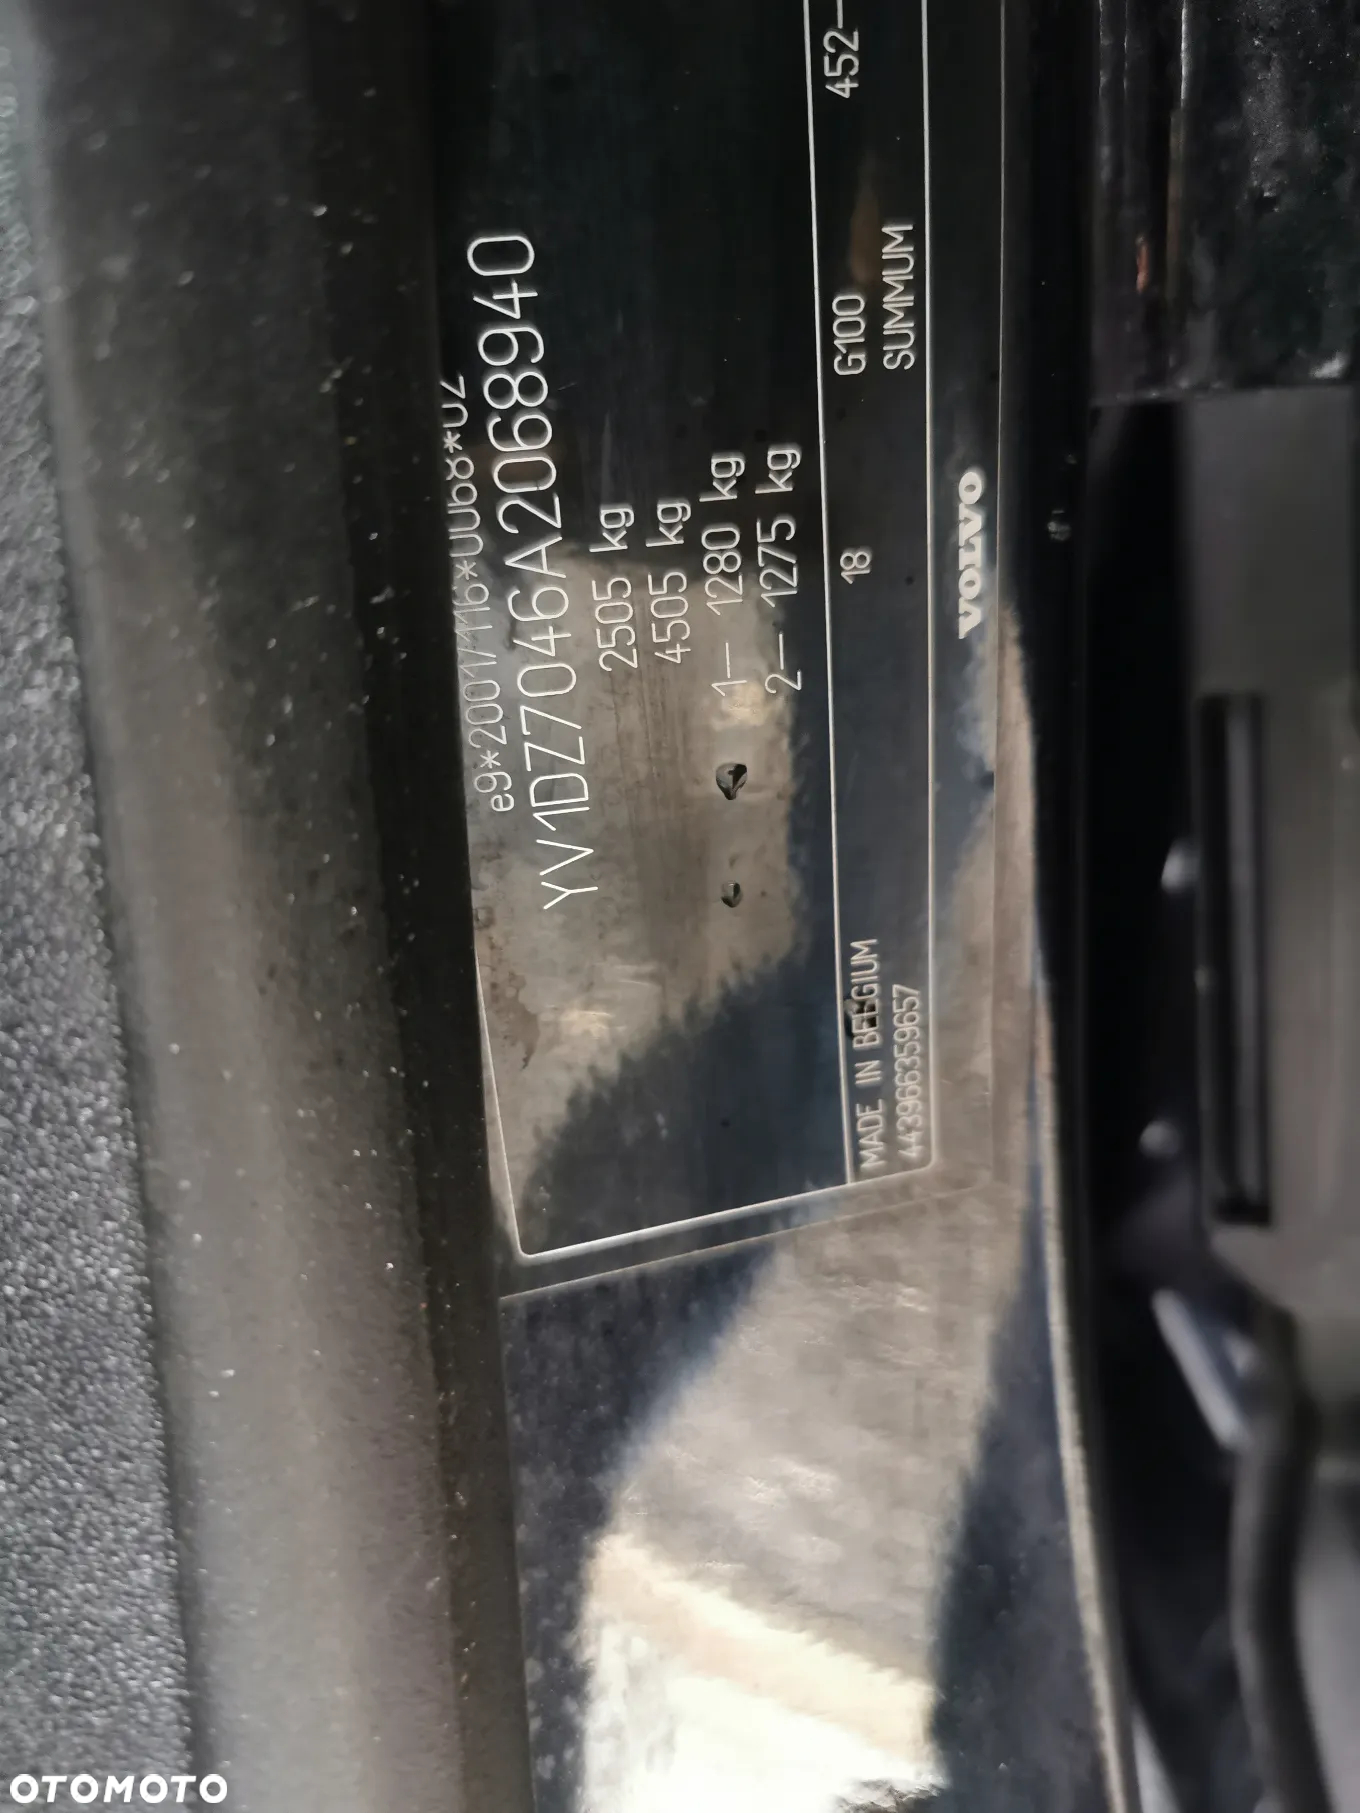 e9*2001/116*0068*02
YV1DZ7046A2068940
2505 kg
4505 kg
1— 1280 kg
2— 1275 kg
18 G100 452—
MADE IN BELGIUM
443966359657 SUMMUM
VOLVO
OTOMOTO